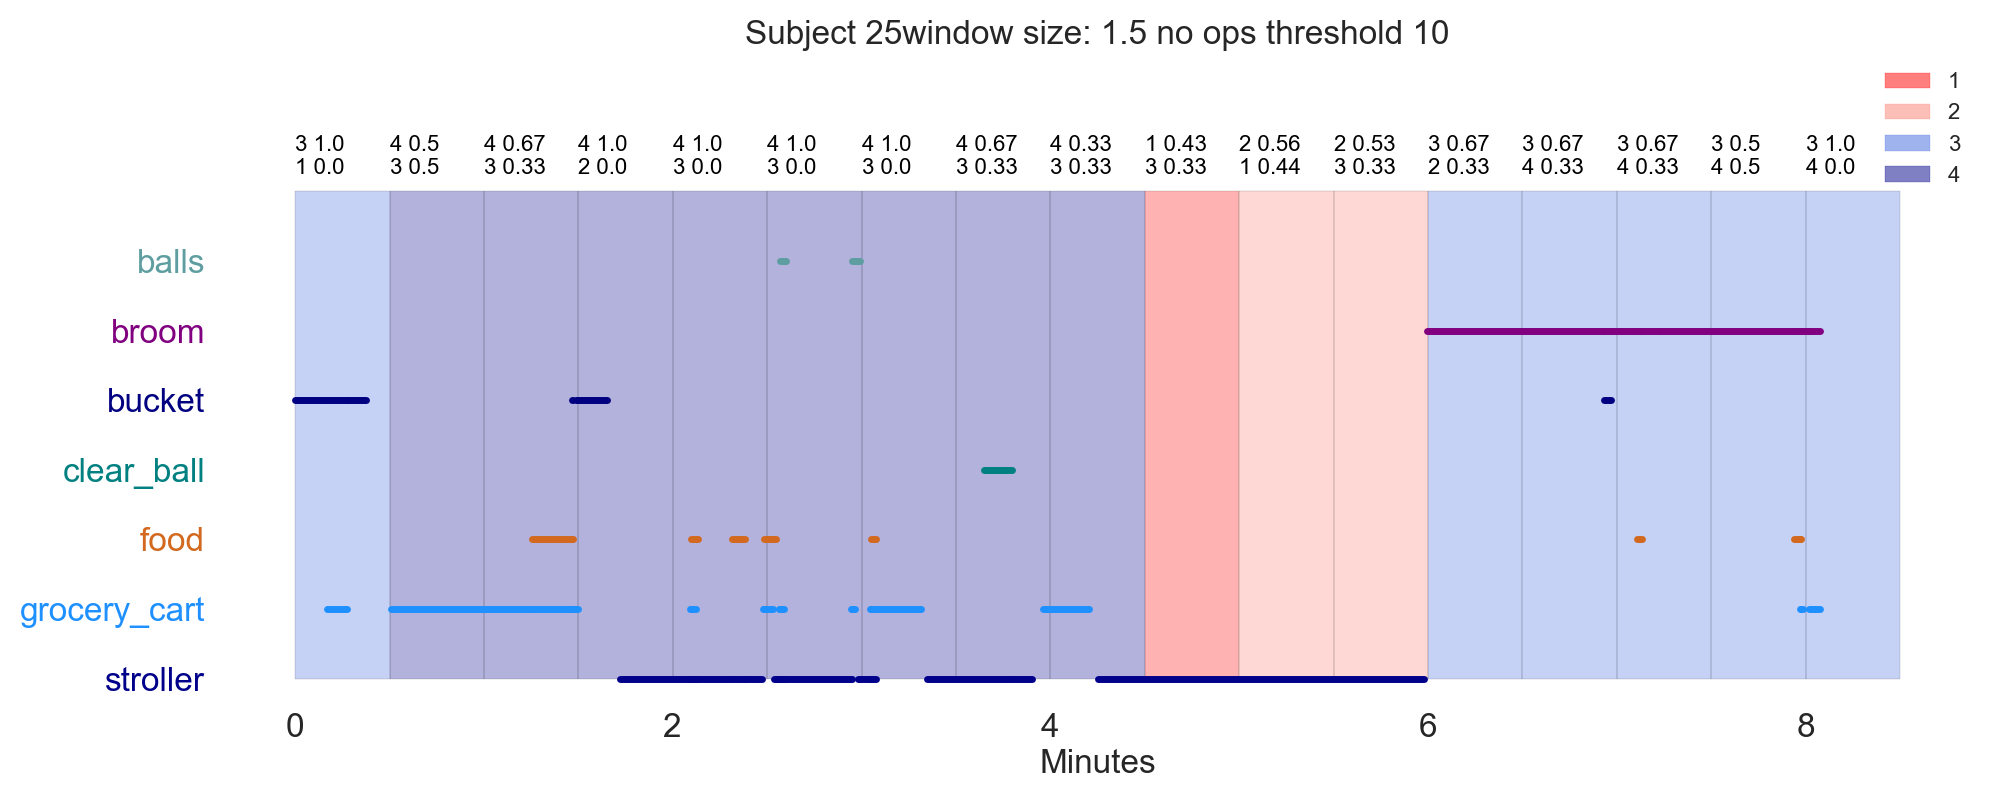 Subject 25window size: 1.5 no ops threshold 10
1
2
3
4
3 1.0 4 0.5 4 0.67 4 1.0 4 1.0 4 1.0 4 1.0 4 0.67 4 0.33 1 0.43 2 0.56 2 0.53 3 0.67 3 0.67 3 0.67 3 0.5 3 1.0
1 0.0 3 0.5 3 0.33 2 0.0 3 0.0 3 0.0 3 0.0 3 0.33 3 0.33 3 0.33 1 0.44 3 0.33 2 0.33 4 0.33 4 0.33 4 0.5 4 0.0
balls
broom
bucket
clear_ball
food
grocery_cart
stroller
0 2 4 6 8
Minutes